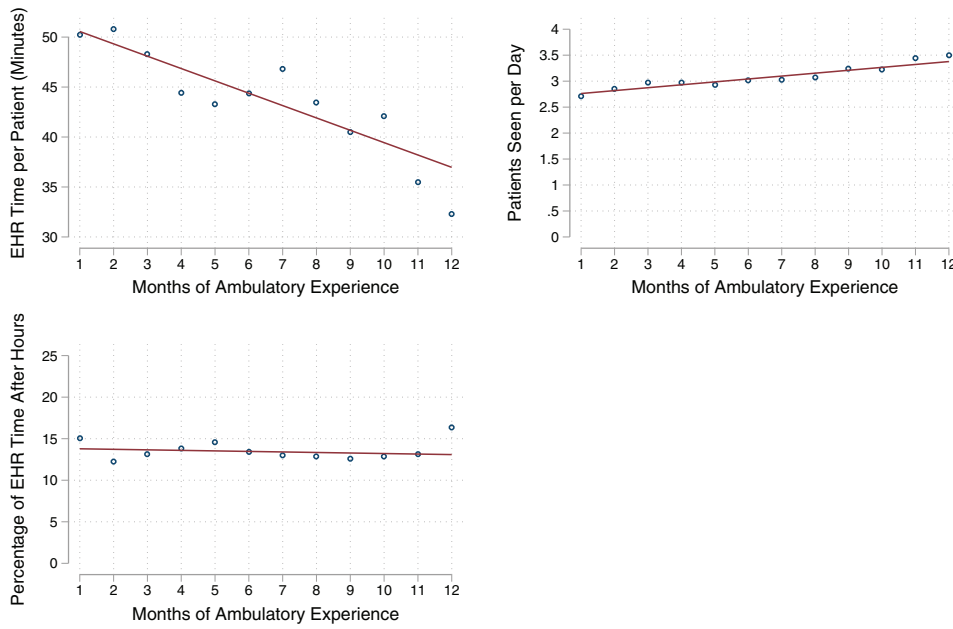 EHR Time per Patient (Minutes)
50
45
40
35
30
1 2 3 4 5 6 7 8 9 10 11 12
Months of Ambulatory Experience
Patients Seen per Day
4
3.5
3
2.5
2
1.5
1
.5
0
1 2 3 4 5 6 7 8 9 10 11 12
Months of Ambulatory Experience
Percentage of EHR Time After Hours
25
20
15
10
5
0
1 2 3 4 5 6 7 8 9 10 11 12
Months of Ambulatory Experience